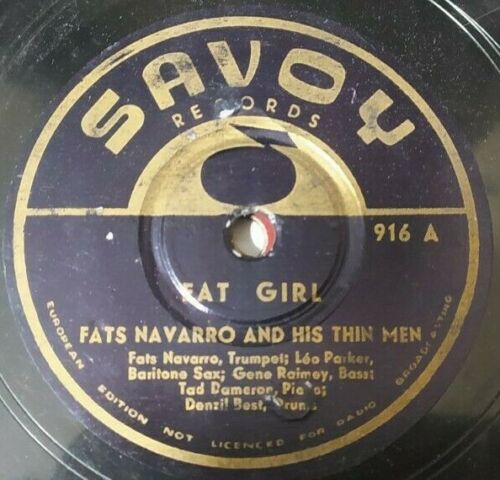 SAVOY
RECORDS
916 A
FAT GIRL
FATS NAVARRO AND HIS THIN MEN
Fats Navarro, Trumpet; Léo Parker,
Baritone Sax; Gene Raimey, Bass;
Tad Dameron, Piano;
Denzil Best, Drums
EUROPEAN EDITION NOT LICENCED FOR RADIO BROADCASTING